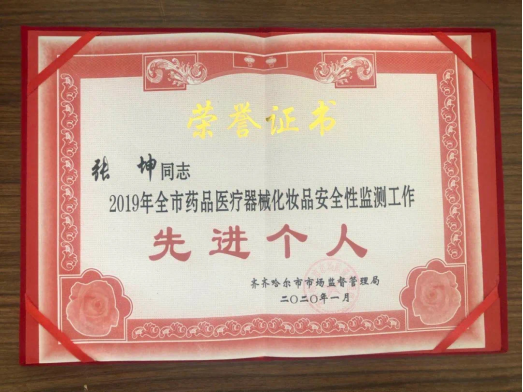 荣誉证书
张 坤同志
2019年全市药品医疗器械化妆品安全性监测工作
先进个人
齐齐哈尔市市场监督管理局
二〇二〇年一月